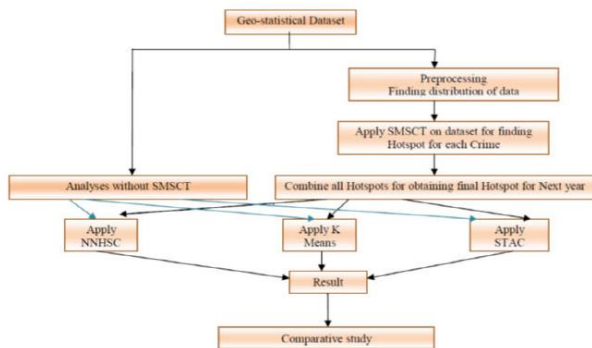 Geo-statistical Dataset
Preprocessing
Finding distribution of data
Apply SMSCT on dataset for finding
Hotspot for each Crime
Analyses without SMSCT
Combine all Hotspots for obtaining final Hotspot for Next year
Apply
NNHSC
Apply K
Means
Apply
STAC
Result
Comparative study